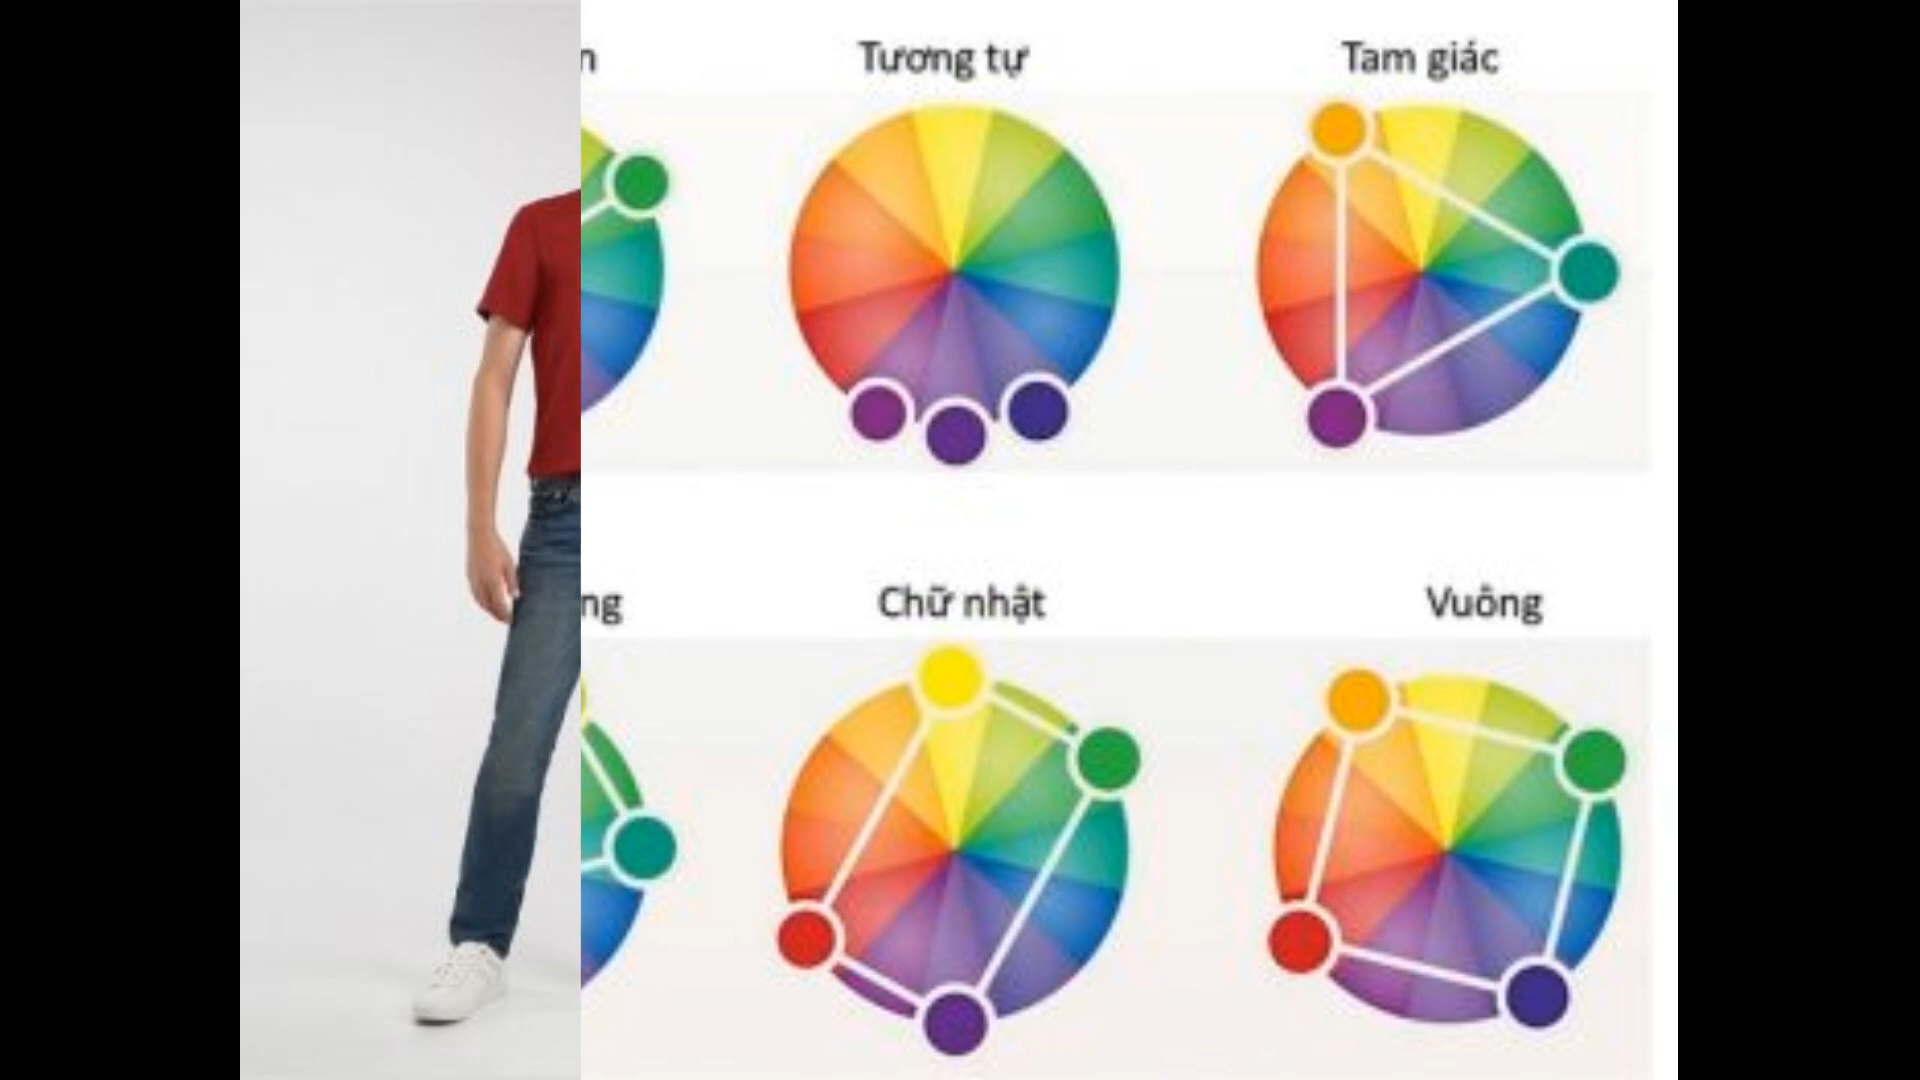 Tương tự
Tam giác
Chữ nhật
Vuông